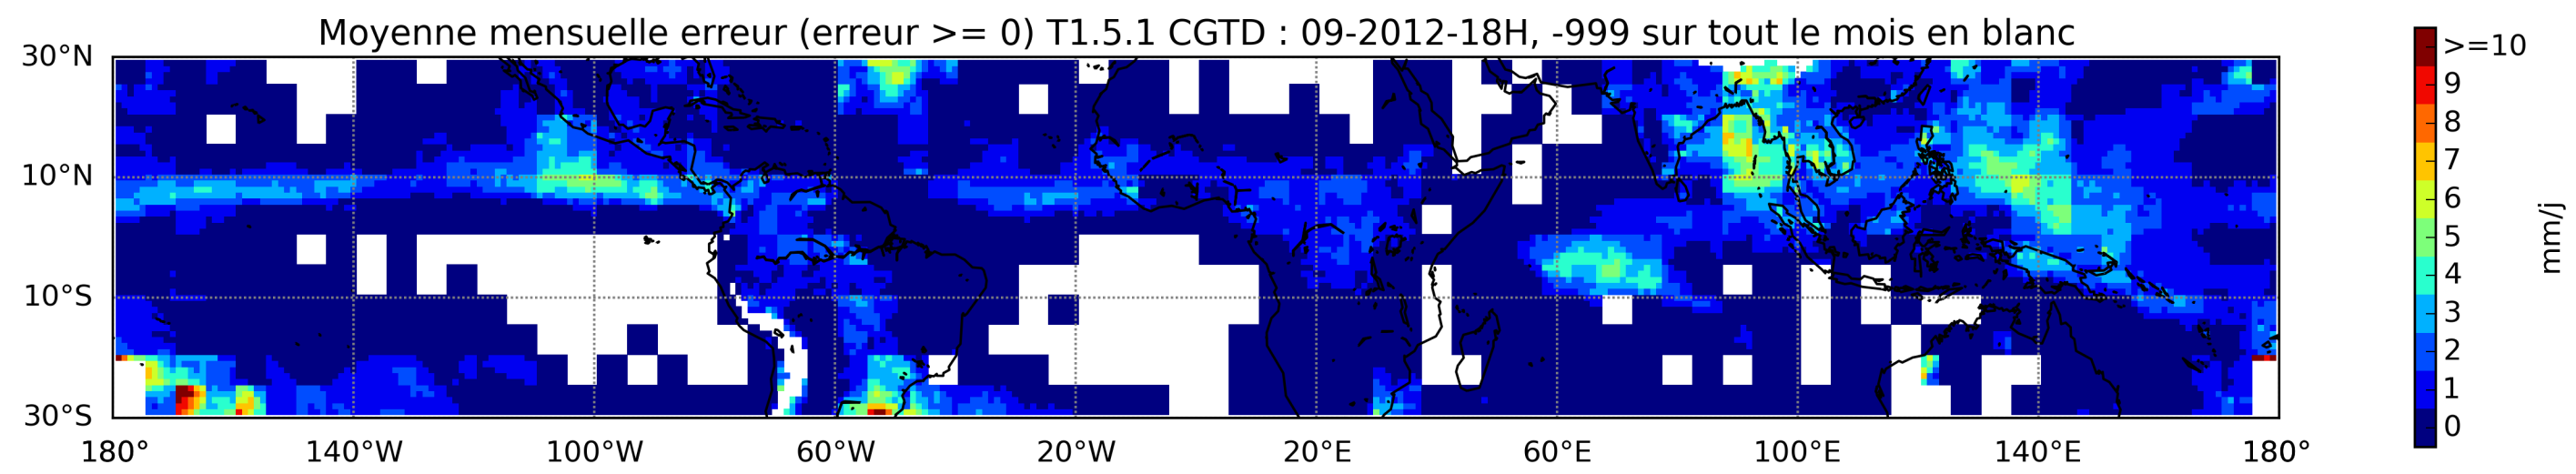 Moyenne mensuelle erreur (erreur >= 0) T1.5.1 CGTD : 09-2012-18H, -999 sur tout le mois en blanc
30°N
10°N
10°S
30°S
180° 140°W 100°W 60°W 20°W 20°E 60°E 100°E 140°E 180°
>=10
9
8
7
6
5
4
3
2
1
0
mm/j